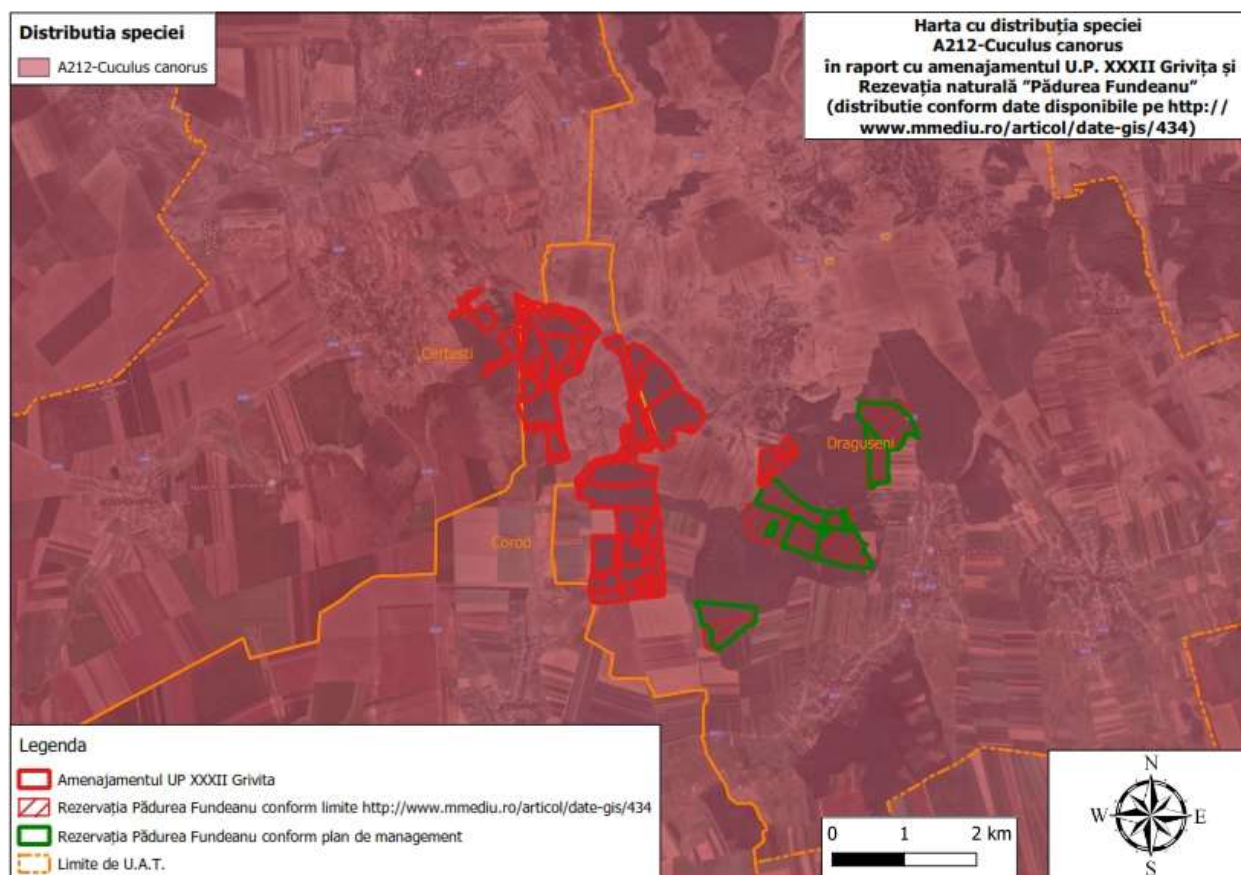 Distributia speciei
A212-Cuculus canorus
Harta cu distribuția speciei
A212-Cuculus canorus
în raport cu amenajamentul U.P. XXXII Grivița și
Rezevația naturală "Pădurea Fundeanu"
(distributie conform date disponibile pe http://
www.mmediu.ro/articol/date-gis/434)
Draguseni
Corod
Legenda
Amenajamentul UP XXXII Grivita
Rezervația Pădurea Fundeanu conform limite http://www.mmediu.ro/articol/date-gis/434
Rezervația Pădurea Fundeanu conform plan de management
Limite de U.A.T.
0 1 2 km
N
W E
S